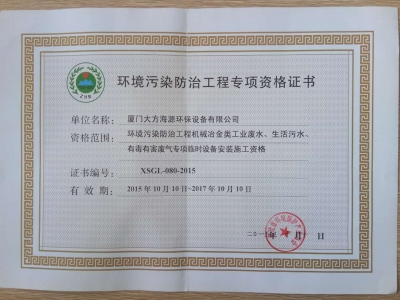 环境污染防治工程专项资格证书
单位名称： 厦门大方海源环保设备有限公司
资格范围： 环境污染防治工程机械冶金类工业废水、生活污水、
有毒有害废气专项临时设备安装施工资格
证书编号： XSGL-080-2015
有 效 期： 2015年10月10日~2017年10月10日
年 月 日